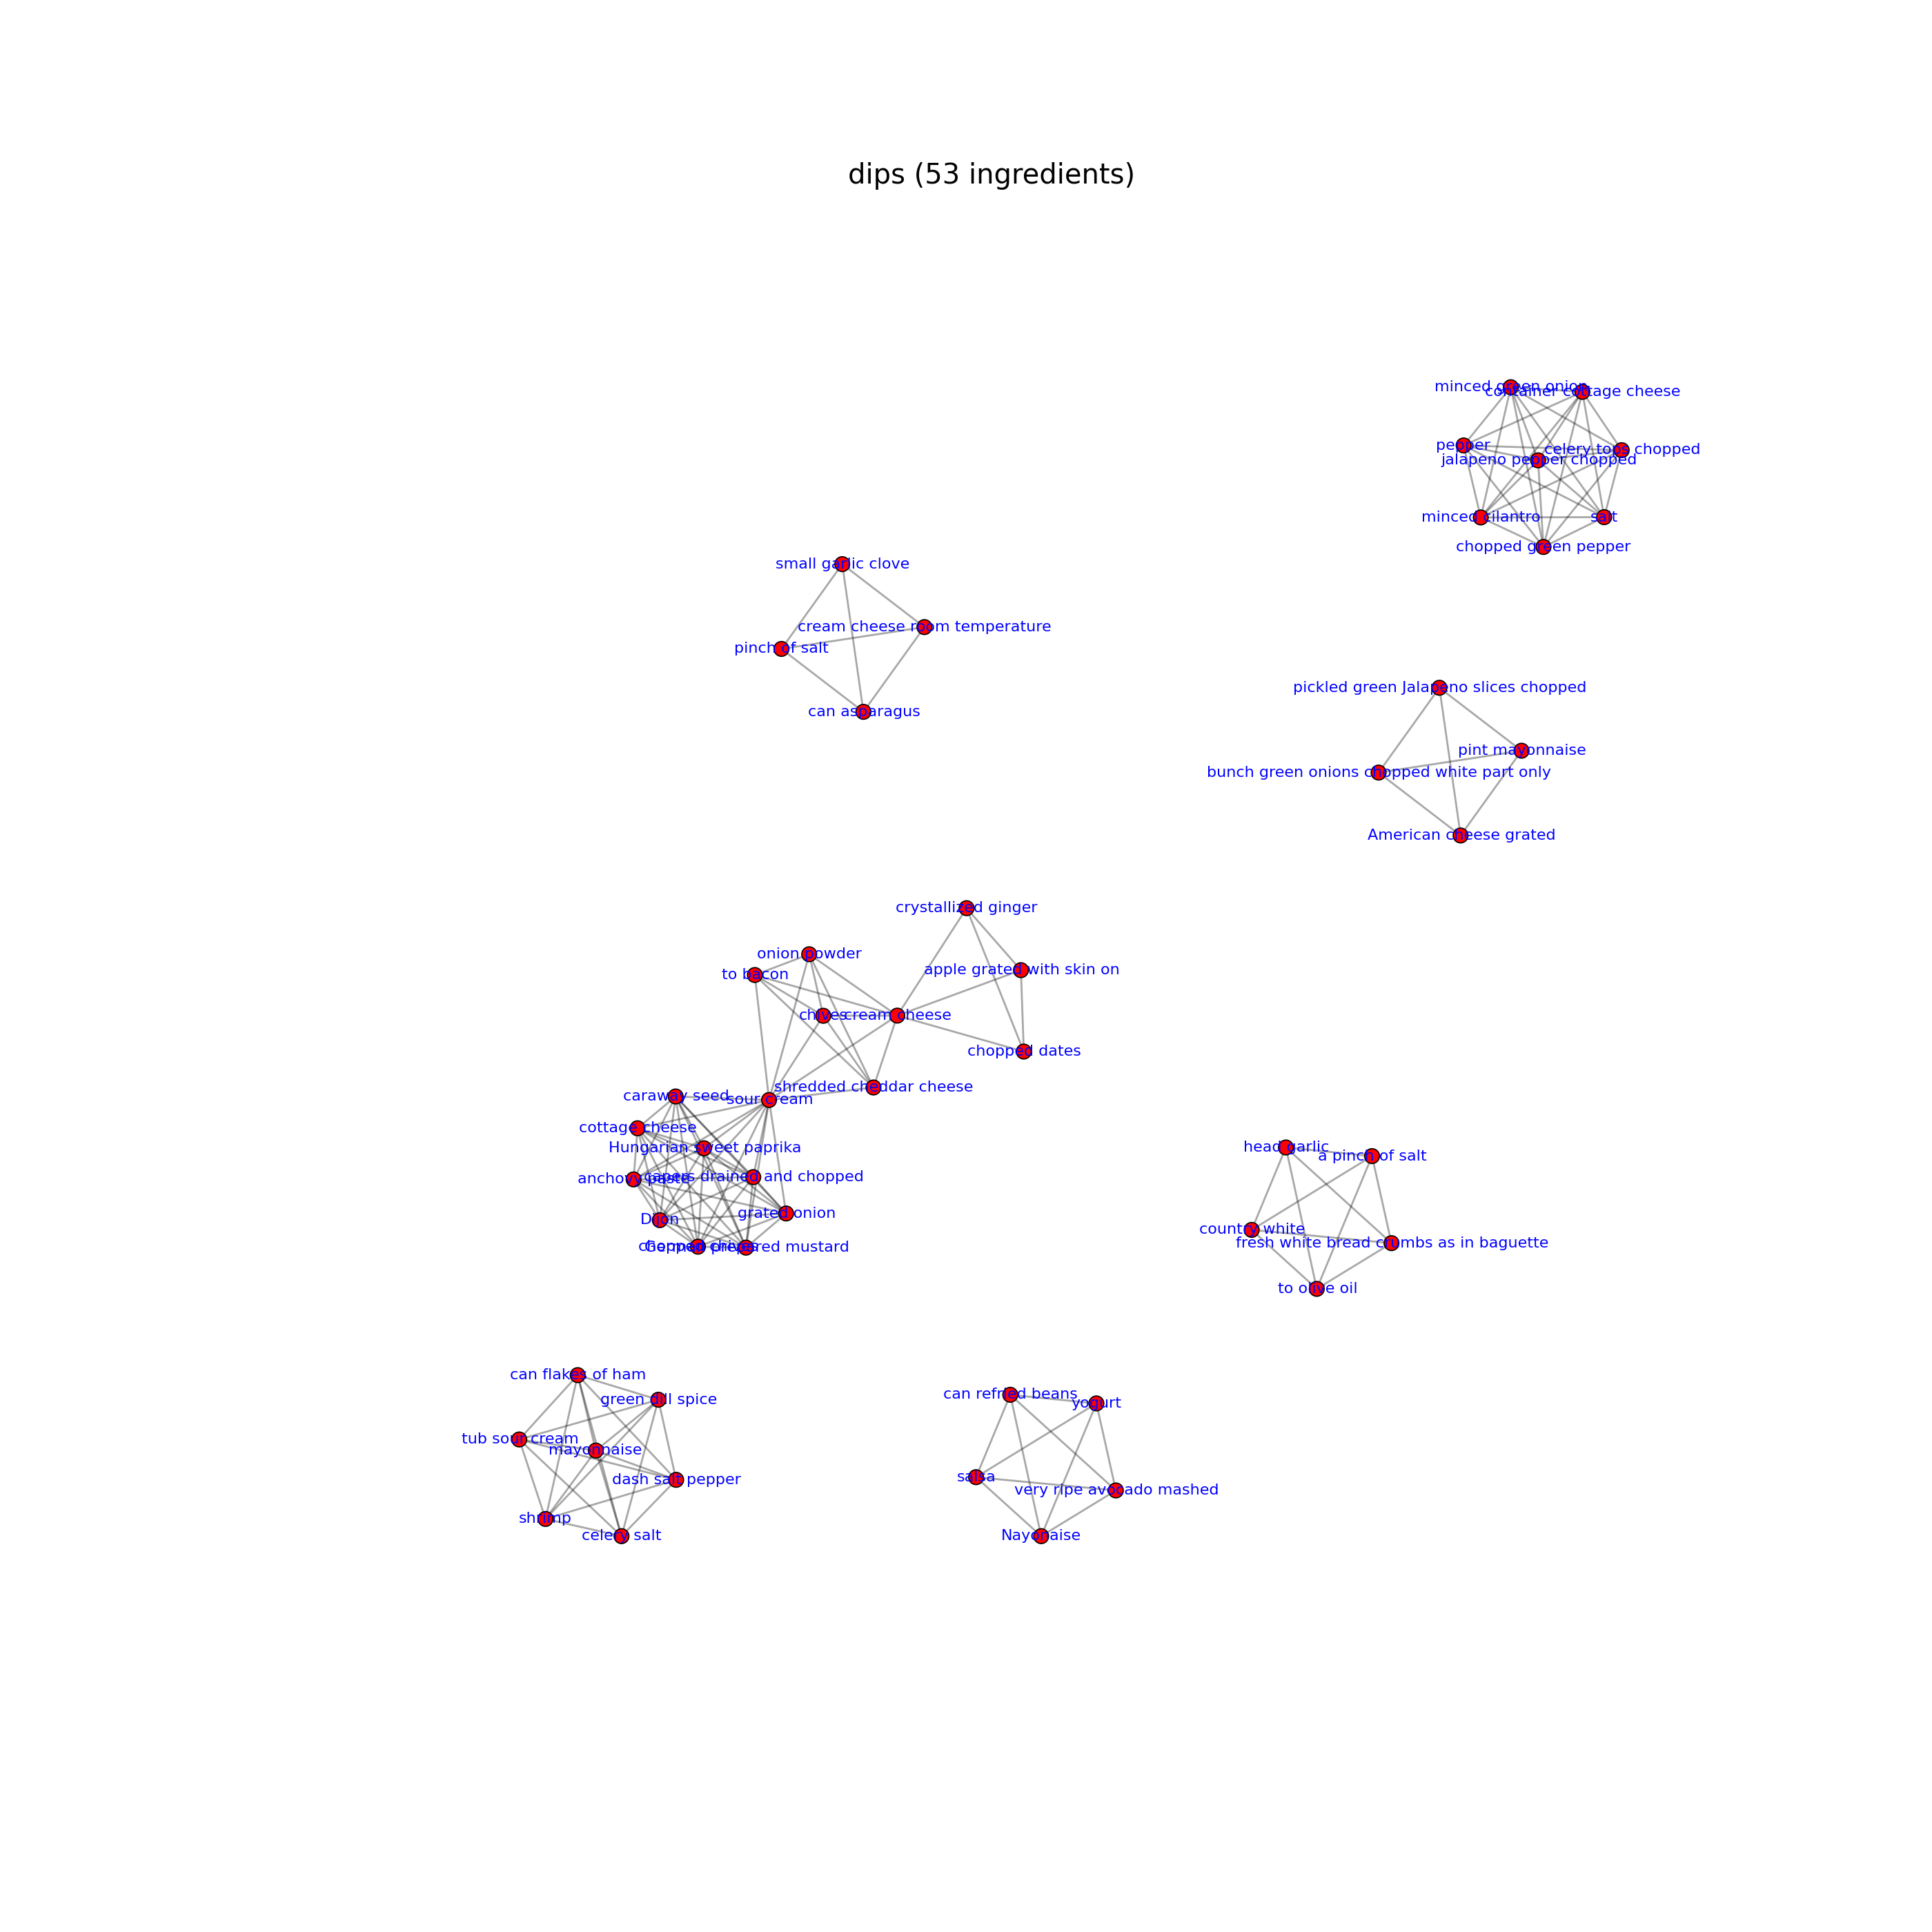 dips (53 ingredients)
minced green onion
container cottage cheese
pepper
celery tops chopped
jalapeno pepper chopped
minced cilantro
salt
chopped green pepper
small garlic clove
cream cheese room temperature
pinch of salt
can asparagus
pickled green Jalapeno slices chopped
pint mayonnaise
bunch green onions chopped white part only
American cheese grated
crystallized ginger
onion powder
apple grated with skin on
to bacon
chives
cream cheese
chopped dates
shredded cheddar cheese
caraway seed
sour cream
cottage cheese
Hungarian sweet paprika
capers drained and chopped
anchovy paste
grated onion
Dijon
chopped chives
German prepared mustard
head garlic
a pinch of salt
country white
fresh white bread crumbs as in baguette
to olive oil
can flakes of ham
green dill spice
tub sour cream
mayonnaise
dash salt pepper
shrimp
celery salt
can refried beans
yogurt
salsa
very ripe avocado mashed
Nayonaise